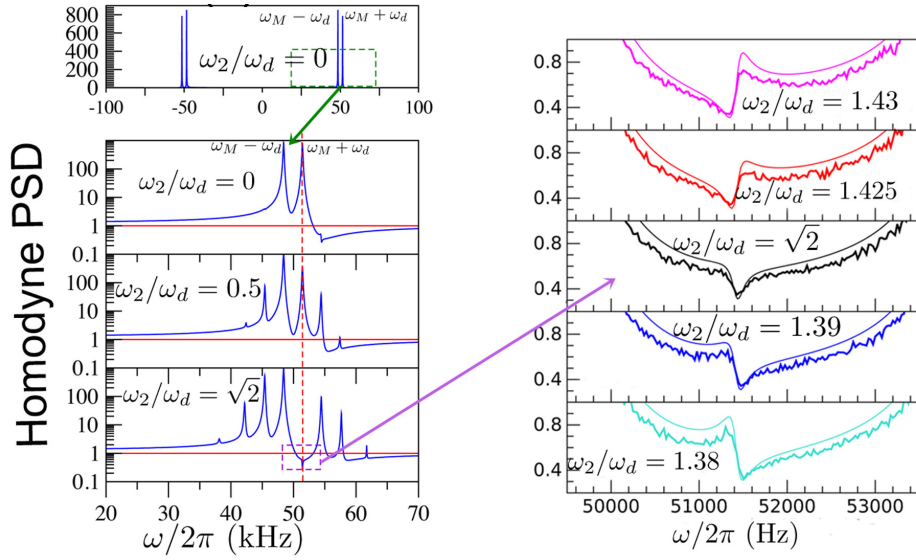 800
600
400
200
0
ω_M − ω_d
ω_M + ω_d
ω_2/ω_d = 0
-100 -50 0 50 100
Homodyne PSD
100
10
1
0.1
ω_M − ω_d
ω_M + ω_d
ω_2/ω_d = 0
100
10
1
0.1
ω_2/ω_d = 0.5
100
10
1
0.1
ω_2/ω_d = √2
20 30 40 50 60 70
ω/2π (kHz)
0.8
0.4
ω_2/ω_d = 1.43
0.8
0.4
ω_2/ω_d = 1.425
0.8
0.4
ω_2/ω_d = √2
0.8
0.4
ω_2/ω_d = 1.39
0.8
0.4
ω_2/ω_d = 1.38
50000 51000 52000 53000
ω/2π (Hz)